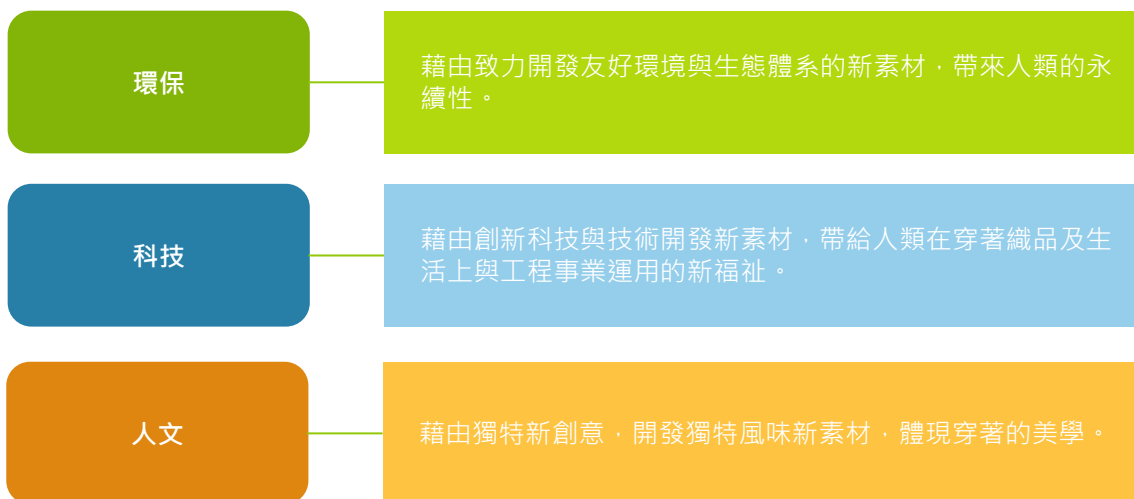 環保
藉由致力開發友好環境與生態體系的新素材，帶來人類的永
續性。
科技
藉由創新科技與技術開發新素材，帶給人類在穿著織品及生
活上與工程事業運用的新福祉。
人文
藉由獨特新創意，開發獨特風味新素材，體現穿著的美學。